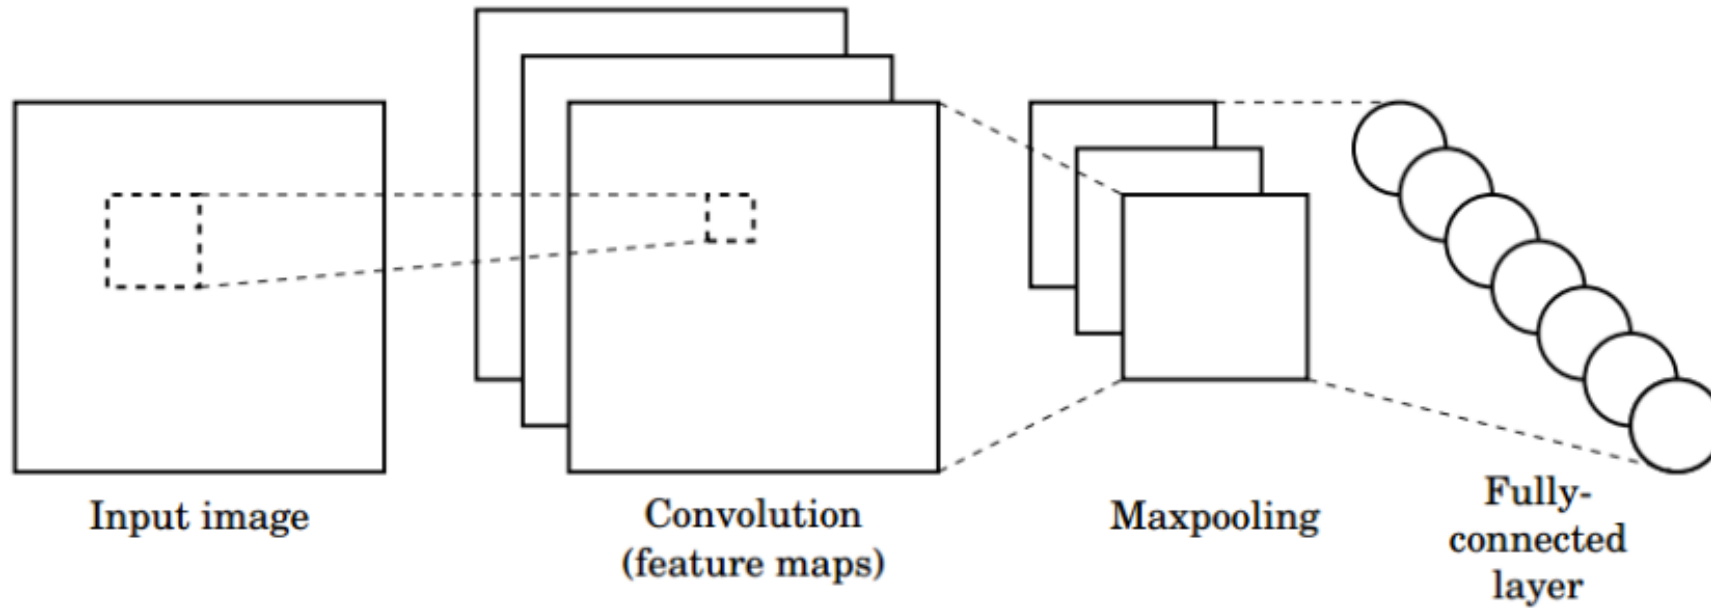 Input image
Convolution
(feature maps)
Maxpooling
Fully-
connected
layer